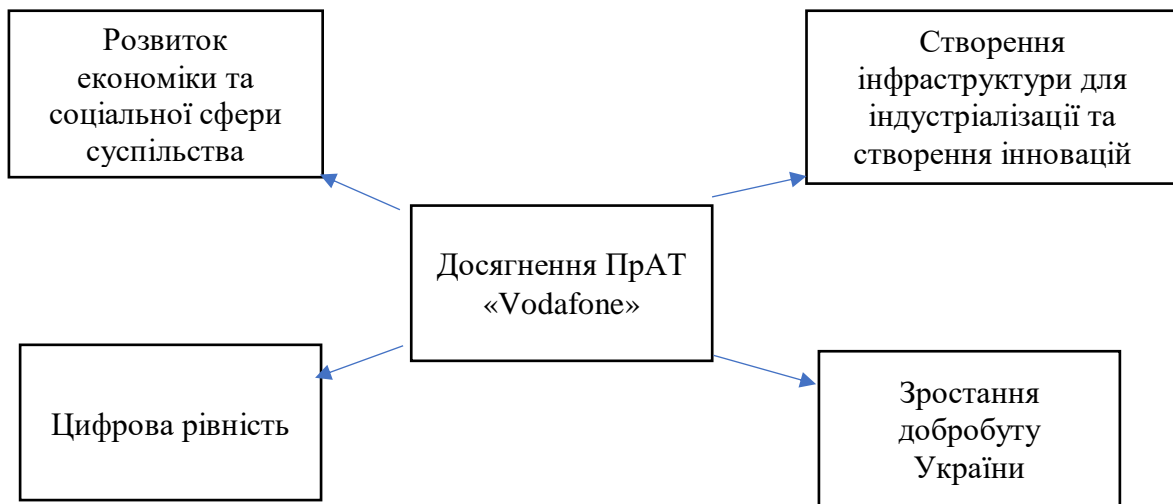 Розвиток
економіки та
соціальної сфери
суспільства
Створення
інфраструктури для
індустріалізації та
створення інновацій
Досягнення ПрАТ
«Vodafone»
Цифрова рівність
Зростання
добробуту
України